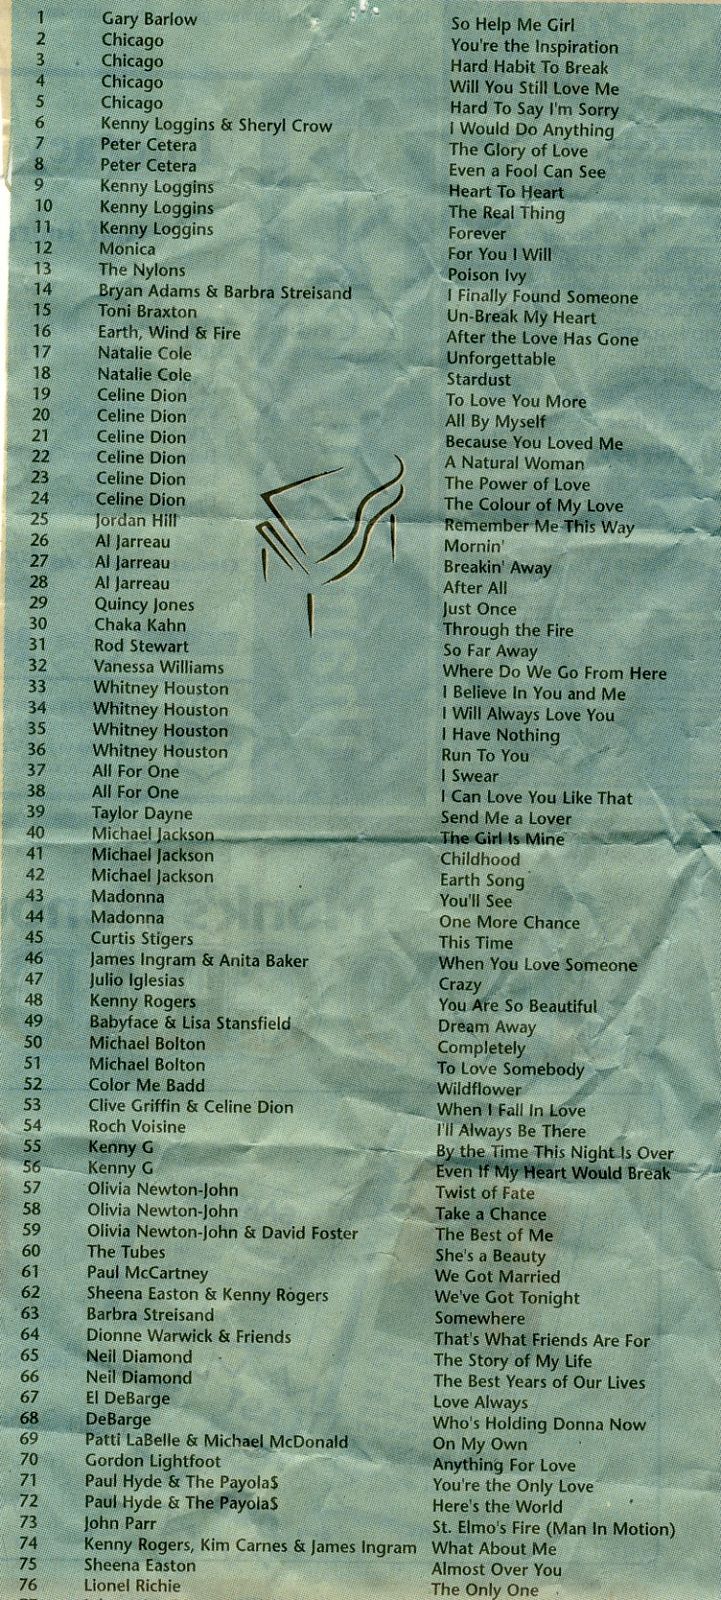 1 Gary Barlow So Help Me Girl
2 Chicago You're the Inspiration
3 Chicago Hard Habit To Break
4 Chicago Will You Still Love Me
5 Chicago Hard To Say I'm Sorry
6 Kenny Loggins & Sheryl Crow I Would Do Anything
7 Peter Cetera The Glory of Love
8 Peter Cetera Even a Fool Can See
9 Kenny Loggins Heart To Heart
10 Kenny Loggins The Real Thing
11 Kenny Loggins Forever
12 Monica For You I Will
13 The Nylons Poison Ivy
14 Bryan Adams & Barbra Streisand I Finally Found Someone
15 Toni Braxton Un-Break My Heart
16 Earth, Wind & Fire After the Love Has Gone
17 Natalie Cole Unforgettable
18 Natalie Cole Stardust
19 Celine Dion To Love You More
20 Celine Dion All By Myself
21 Celine Dion Because You Loved Me
22 Celine Dion A Natural Woman
23 Celine Dion The Power of Love
24 Celine Dion The Colour of My Love
25 Jordan Hill Remember Me This Way
26 Al Jarreau Mornin'
27 Al Jarreau Breakin' Away
28 Al Jarreau After All
29 Quincy Jones Just Once
30 Chaka Kahn Through the Fire
31 Rod Stewart So Far Away
32 Vanessa Williams Where Do We Go From Here
33 Whitney Houston I Believe In You and Me
34 Whitney Houston I Will Always Love You
35 Whitney Houston I Have Nothing
36 Whitney Houston Run To You
37 All For One I Swear
38 All For One I Can Love You Like That
39 Taylor Dayne Send Me a Lover
40 Michael Jackson The Girl Is Mine
41 Michael Jackson Childhood
42 Michael Jackson Earth Song
43 Madonna You'll See
44 Madonna One More Chance
45 Curtis Stigers This Time
46 James Ingram & Anita Baker When You Love Someone
47 Julio Iglesias Crazy
48 Kenny Rogers You Are So Beautiful
49 Babyface & Lisa Stansfield Dream Away
50 Michael Bolton Completely
51 Michael Bolton To Love Somebody
52 Color Me Badd Wildflower
53 Clive Griffin & Celine Dion When I Fall In Love
54 Roch Voisine I'll Always Be There
55 Kenny G By the Time This Night Is Over
56 Kenny G Even If My Heart Would Break
57 Olivia Newton-John Twist of Fate
58 Olivia Newton-John Take a Chance
59 Olivia Newton-John & David Foster The Best of Me
60 The Tubes She's a Beauty
61 Paul McCartney We Got Married
62 Sheena Easton & Kenny Rogers We've Got Tonight
63 Barbra Streisand Somewhere
64 Dionne Warwick & Friends That's What Friends Are For
65 Neil Diamond The Story of My Life
66 Neil Diamond The Best Years of Our Lives
67 El DeBarge Love Always
68 DeBarge Who's Holding Donna Now
69 Patti LaBelle & Michael McDonald On My Own
70 Gordon Lightfoot Anything For Love
71 Paul Hyde & The Payola$ You're the Only Love
72 Paul Hyde & The Payola$ Here's the World
73 John Parr St. Elmo's Fire (Man In Motion)
74 Kenny Rogers, Kim Carnes & James Ingram What About Me
75 Sheena Easton Almost Over You
76 Lionel Richie The Only One